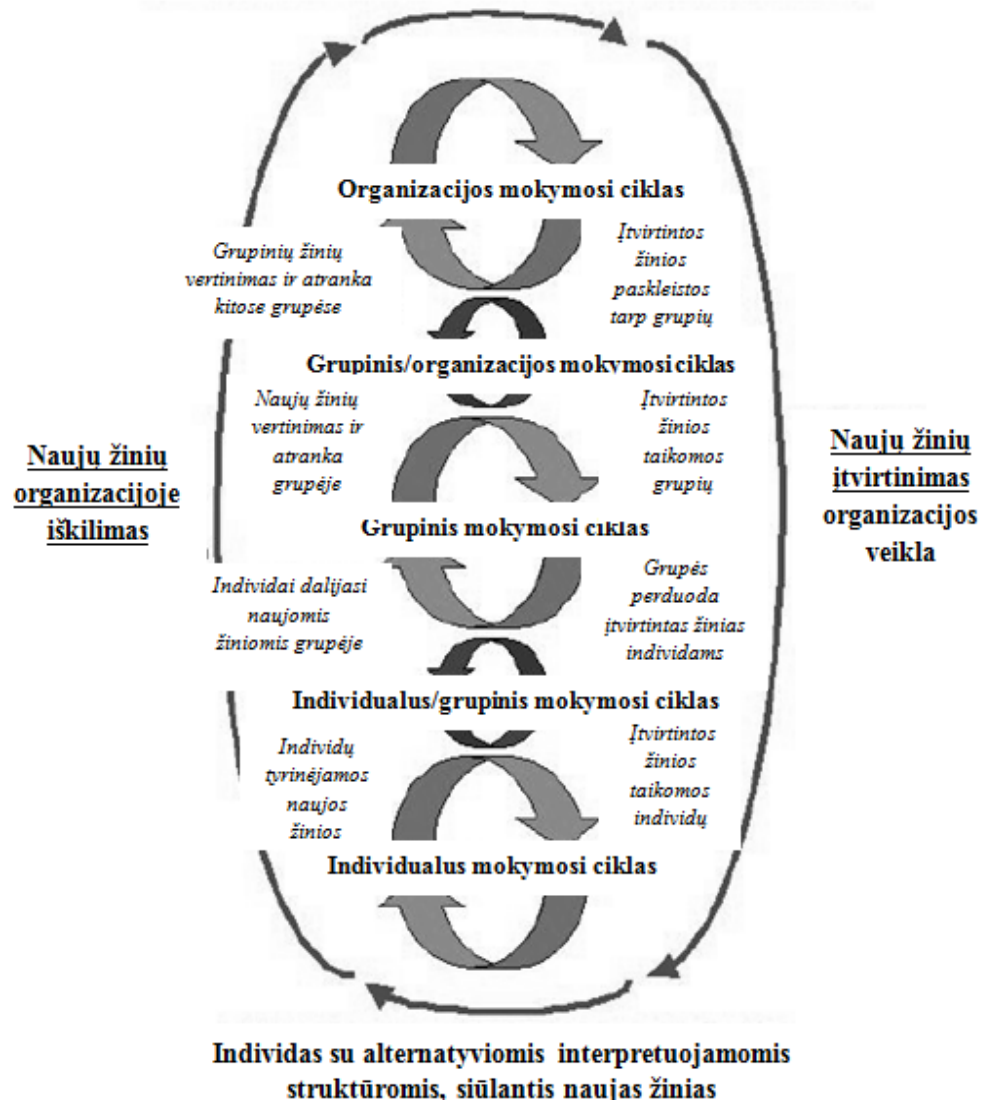 Organizacijos mokymosi ciklas
Grupinių žinių
vertinimas ir atranka
kitose grupėse
Įtvirtintos
žinios
paskleistos
tarp grupių
Grupinis/organizacijos mokymosi ciklas
Naujų žinių
vertinimas ir
atranka
grupėje
Įtvirtintos
žinios
taikomos
grupių
Naujų žinių
organizacijoje
iškilimas
Naujų žinių
įtvirtinimas
organizacijos
veikla
Grupinis mokymosi ciklas
Individai dalijasi
naujomis
žiniomis grupėje
Grupės
perduoda
įtvirtintas žinias
individams
Individualus/grupinis mokymosi ciklas
Individų
tyrinėjamos
naujos
žinios
Įtvirtintos
žinios
taikomos
individų
Individualus mokymosi ciklas
Individas su alternatyviomis interpretuojamomis
struktūromis, siūlantis naujas žinias